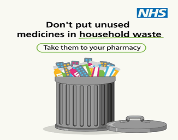 NHS
Don't put unused
medicines in household waste
Take them to your pharmacy